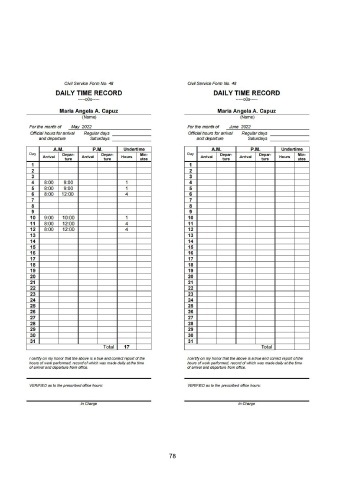 Civil Service Form No. 48
DAILY TIME RECORD
-----o0o-----
Maria Angela A. Capuz
(Name)
For the month of May 2022
Official hours for arrival Regular days
and departure Saturdays
Day A.M. P.M. Undertime
Arrival Departure Arrival Departure Hours Minutes
1
2
3
4 8:00 9:00 1
5 8:00 9:00 1
6 8:00 12:00 4
7
8
9
10 9:00 10:00 1
11 8:00 12:00 4
12 8:00 12:00 4
13
14
15
16
17
18
19
20
21
22
23
24
25
26
27
28
29
30
31
Total 17
I certify on my honor that the above is a true and correct report of the
hours of work performed, record of which was made daily at the time
of arrival and departure from office.
VERIFIED as to the prescribed office hours:
In Charge
Civil Service Form No. 48
DAILY TIME RECORD
-----o0o-----
Maria Angela A. Capuz
(Name)
For the month of June 2022
Official hours for arrival Regular days
and departure Saturdays
Day A.M. P.M. Undertime
Arrival Departure Arrival Departure Hours Minutes
1
2
3
4
5
6
7
8
9
10
11
12
13
14
15
16
17
18
19
20
21
22
23
24
25
26
27
28
29
30
31
Total
I certify on my honor that the above is a true and correct report of the
hours of work performed, record of which was made daily at the time
of arrival and departure from office.
VERIFIED as to the prescribed office hours:
In Charge
78